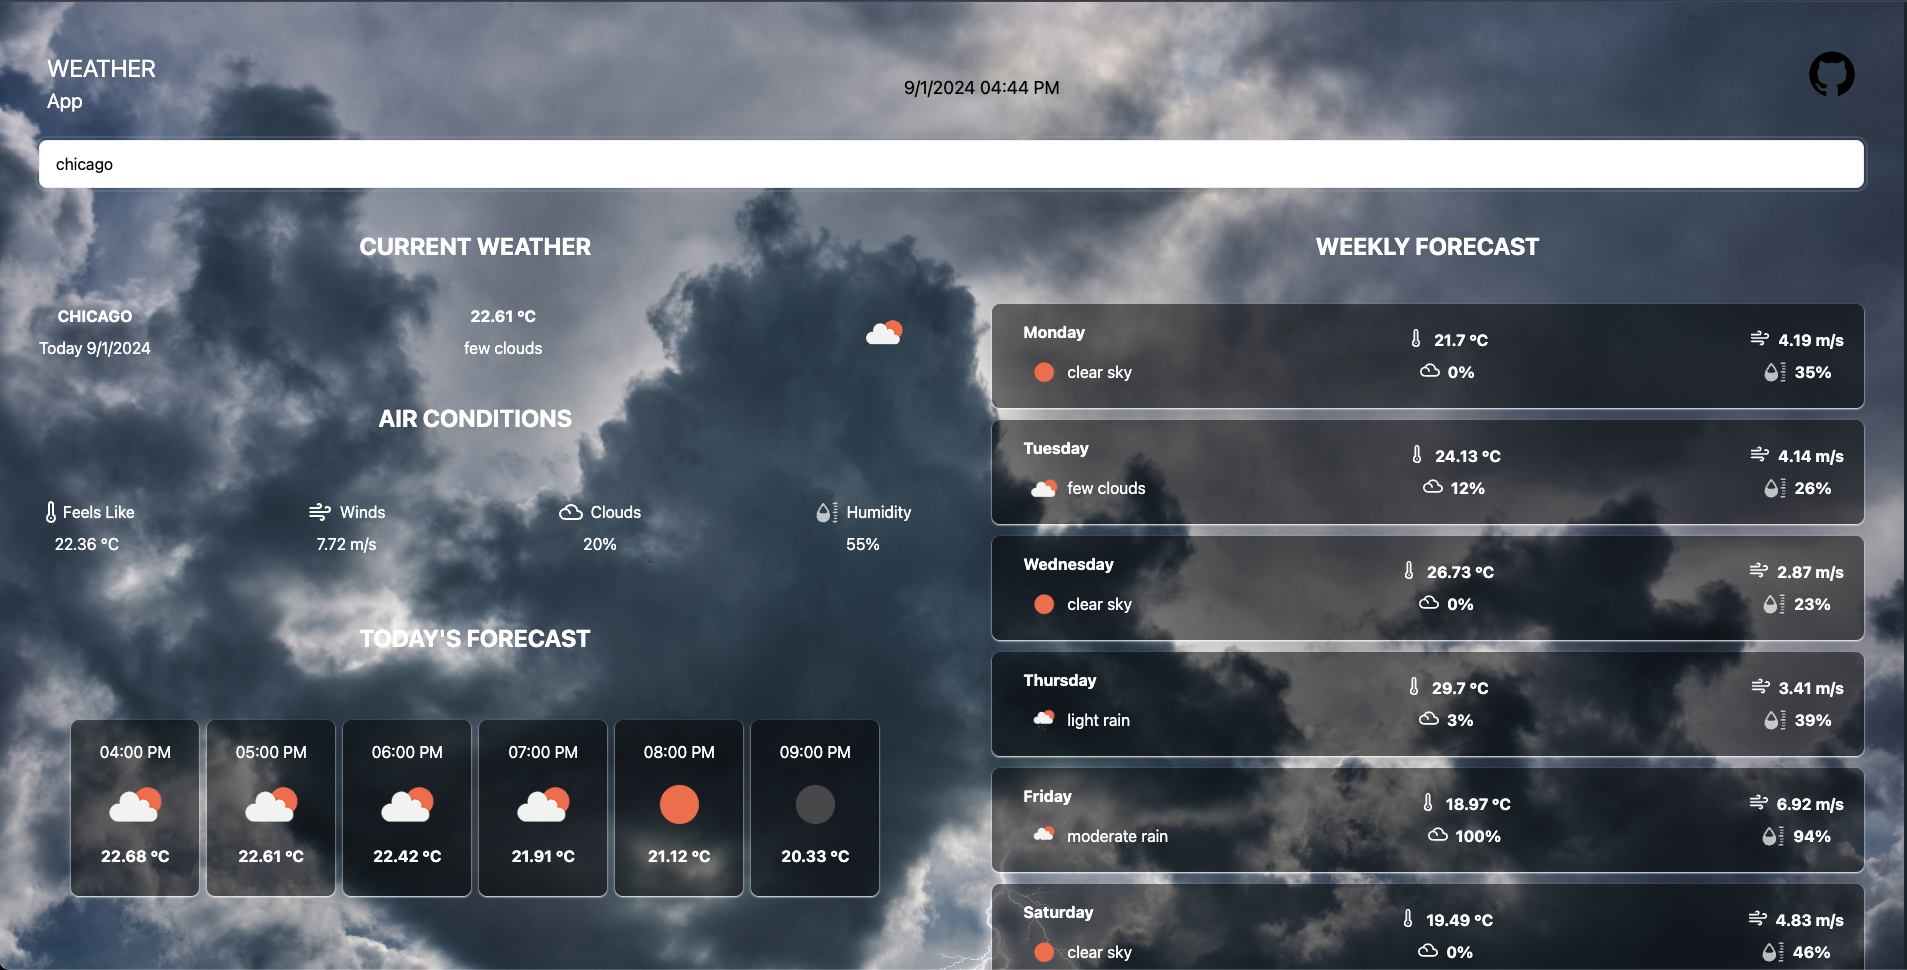 WEATHER
App
9/1/2024 04:44 PM
chicago
CURRENT WEATHER
CHICAGO
Today 9/1/2024
22.61 °C
few clouds
AIR CONDITIONS
Feels Like
22.36 °C
Winds
7.72 m/s
Clouds
20%
Humidity
55%
TODAY'S FORECAST
04:00 PM
22.68 °C
05:00 PM
22.61 °C
06:00 PM
22.42 °C
07:00 PM
21.91 °C
08:00 PM
21.12 °C
09:00 PM
20.33 °C
WEEKLY FORECAST
Monday
clear sky
21.7 °C
0%
4.19 m/s
35%
Tuesday
few clouds
24.13 °C
12%
4.14 m/s
26%
Wednesday
clear sky
26.73 °C
0%
2.87 m/s
23%
Thursday
light rain
29.7 °C
3%
3.41 m/s
39%
Friday
moderate rain
18.97 °C
100%
6.92 m/s
94%
Saturday
clear sky
19.49 °C
0%
4.83 m/s
46%